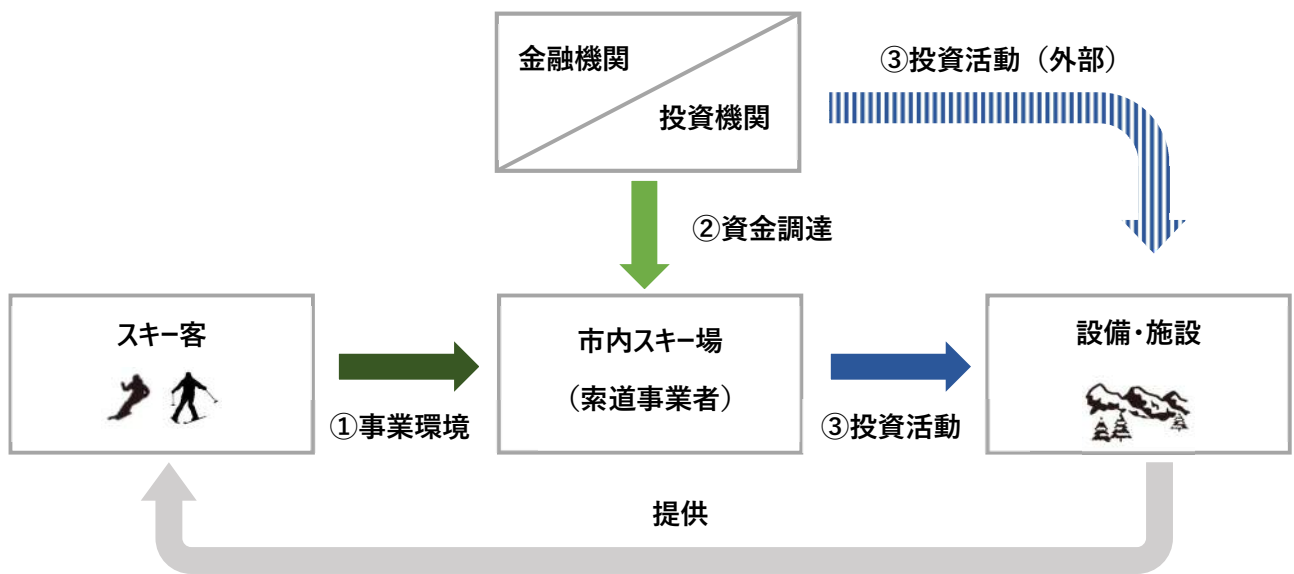 金融機関
投資機関
③投資活動（外部）
②資金調達
スキー客
市内スキー場
（索道事業者）
設備・施設
①事業環境
③投資活動
提供